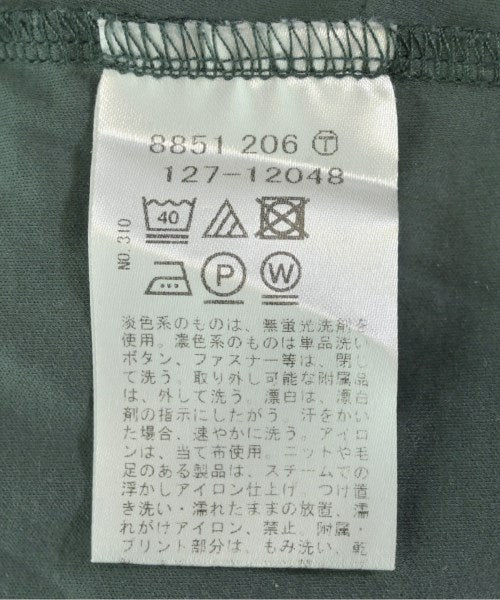 8851 206 Ⓣ
127-12048
NO.310
40
P
W
淡色系のものは、無蛍光洗剤を
使用。濃色系のものは単品洗い
ボタン、ファスナー等は、閉じ
て洗う。取り外し可能な附属品
は、外して洗う。漂白は、漂白
剤の指示にしたがう。汗をかい
た場合、速やかに洗う。アイロ
ンは、当て布使用。ニットや毛
足のある製品は、スチームでの
浮かしアイロン仕上げ。つけ置
き洗い・濡れたままの放置、濡
れがけアイロン、禁止。附属・
プリント部分は、もみ洗い、乾